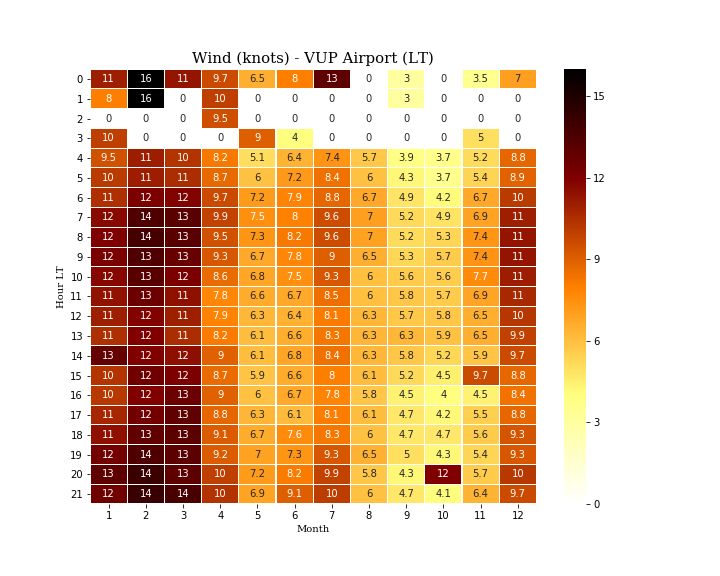 Wind (knots) - VUP Airport (LT)
0 11 16 11 9.7 6.5 8 13 0 3 0 3.5 7
1 8 16 0 10 0 0 0 0 3 0 0 0
2 0 0 0 9.5 0 0 0 0 0 0 0 0
3 10 0 0 0 9 4 0 0 0 0 5 0
4 9.5 11 10 8.2 5.1 6.4 7.4 5.7 3.9 3.7 5.2 8.8
5 10 11 11 8.7 6 7.2 8.4 6 4.3 3.7 5.4 8.9
6 11 12 12 9.7 7.2 7.9 8.8 6.7 4.9 4.2 6.7 10
7 12 14 13 9.9 7.5 8 9.6 7 5.2 4.9 6.9 11
8 12 14 13 9.5 7.3 8.2 9.6 7 5.2 5.3 7.4 11
9 12 13 13 9.3 6.7 7.8 9 6.5 5.3 5.7 7.4 11
10 12 13 12 8.6 6.8 7.5 9.3 6 5.6 5.6 7.7 11
11 11 13 11 7.8 6.6 6.7 8.5 6 5.8 5.7 6.9 11
12 11 12 11 7.9 6.3 6.4 8.1 6.3 5.7 5.8 6.5 10
13 11 12 11 8.2 6.1 6.6 8.3 6.3 6.3 5.9 6.5 9.9
14 13 12 12 9 6.1 6.8 8.4 6.3 5.8 5.2 5.9 9.7
15 10 12 12 8.7 5.9 6.6 8 6.1 5.2 4.5 9.7 8.8
16 10 12 13 9 6 6.7 7.8 5.8 4.5 4 4.5 8.4
17 11 12 13 8.8 6.3 6.1 8.1 6.1 4.7 4.2 5.5 8.8
18 11 13 13 9.1 6.7 7.6 8.3 6 4.7 4.7 5.6 9.3
19 12 14 13 9.2 7 7.3 9.3 6.5 5 4.3 5.4 9.3
20 13 14 13 10 7.2 8.2 9.9 5.8 4.3 12 5.7 10
21 12 14 14 10 6.9 9.1 10 6 4.7 4.1 6.4 9.7
1 2 3 4 5 6 7 8 9 10 11 12
Month
Hour LT
15
12
9
6
3
0